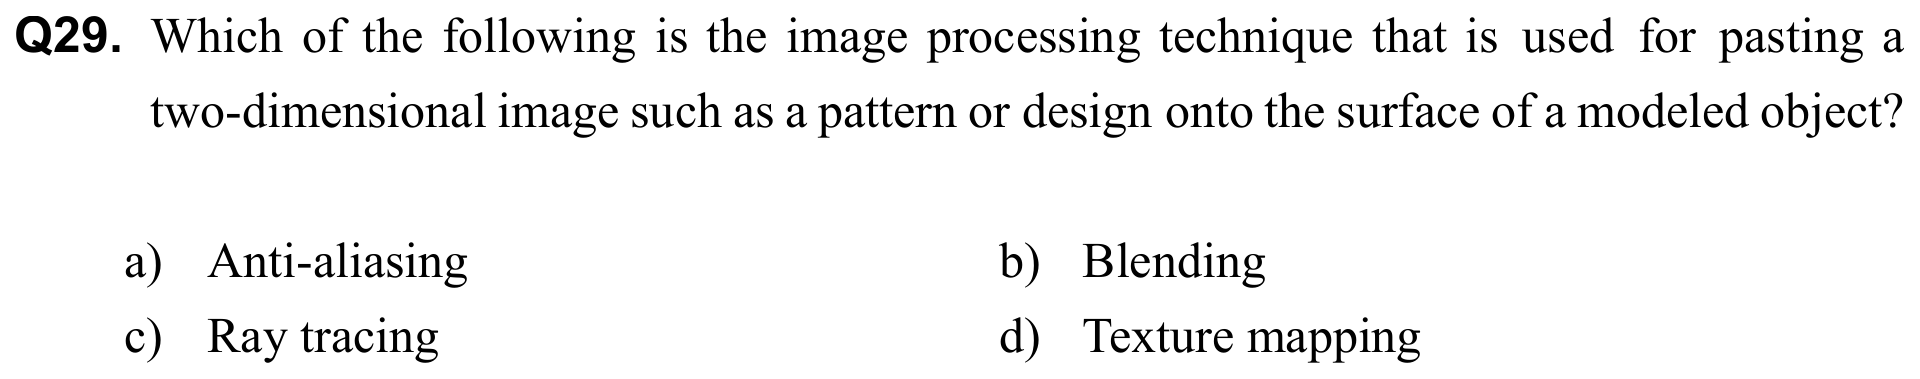 Q29. Which of the following is the image processing technique that is used for pasting a
two-dimensional image such as a pattern or design onto the surface of a modeled object?
a) Anti-aliasing b) Blending
c) Ray tracing d) Texture mapping